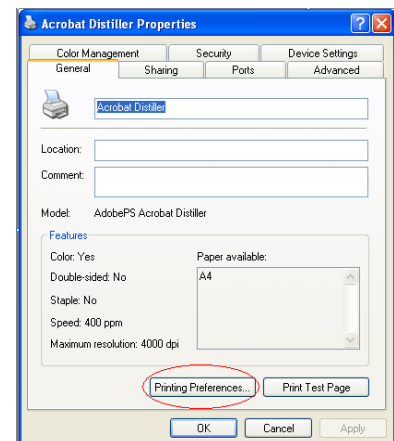 Acrobat Distiller Properties
Color Management Security Device Settings
General Sharing Ports Advanced
Acrobat Distiller
Location:
Comment:
Model: AdobePS Acrobat Distiller
Features
Color: Yes Paper available:
Double-sided: No A4
Staple: No
Speed: 400 ppm
Maximum resolution: 4000 dpi
Printing Preferences... Print Test Page
OK Cancel Apply